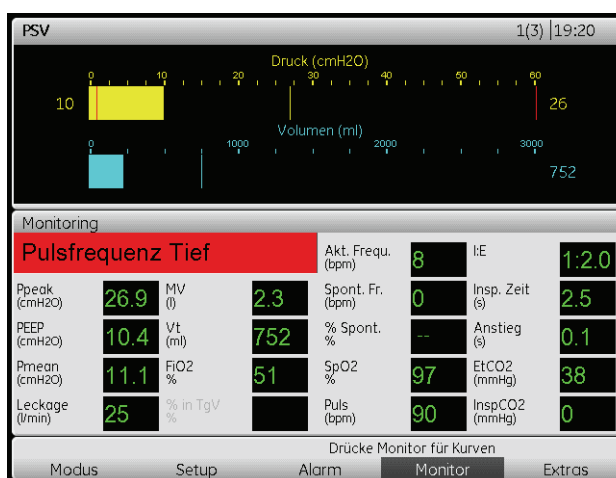 PSV 1(3) | 19:20
Druck (cmH2O)
0 10 20 30 40 50 60
10 26
Volumen (ml)
0 1000 2000 3000
752
Monitoring
Pulsfrequenz Tief
Akt. Frequ. (bpm) 8 I:E 1:2.0
Ppeak (cmH2O) 26.9 MV (l) 2.3 Spont. Fr. (bpm) 0 Insp. Zeit (s) 2.5
PEEP (cmH2O) 10.4 Vt (ml) 752 % Spont. % -- Anstieg (s) 0.1
Pmean (cmH2O) 11.1 FiO2 % 51 SpO2 % 97 EtCO2 (mmHg) 38
Leckage (l/min) 25 % in TgV % Puls (bpm) 90 InspCO2 (mmHg) 0
Drücke Monitor für Kurven
Modus Setup Alarm Monitor Extras